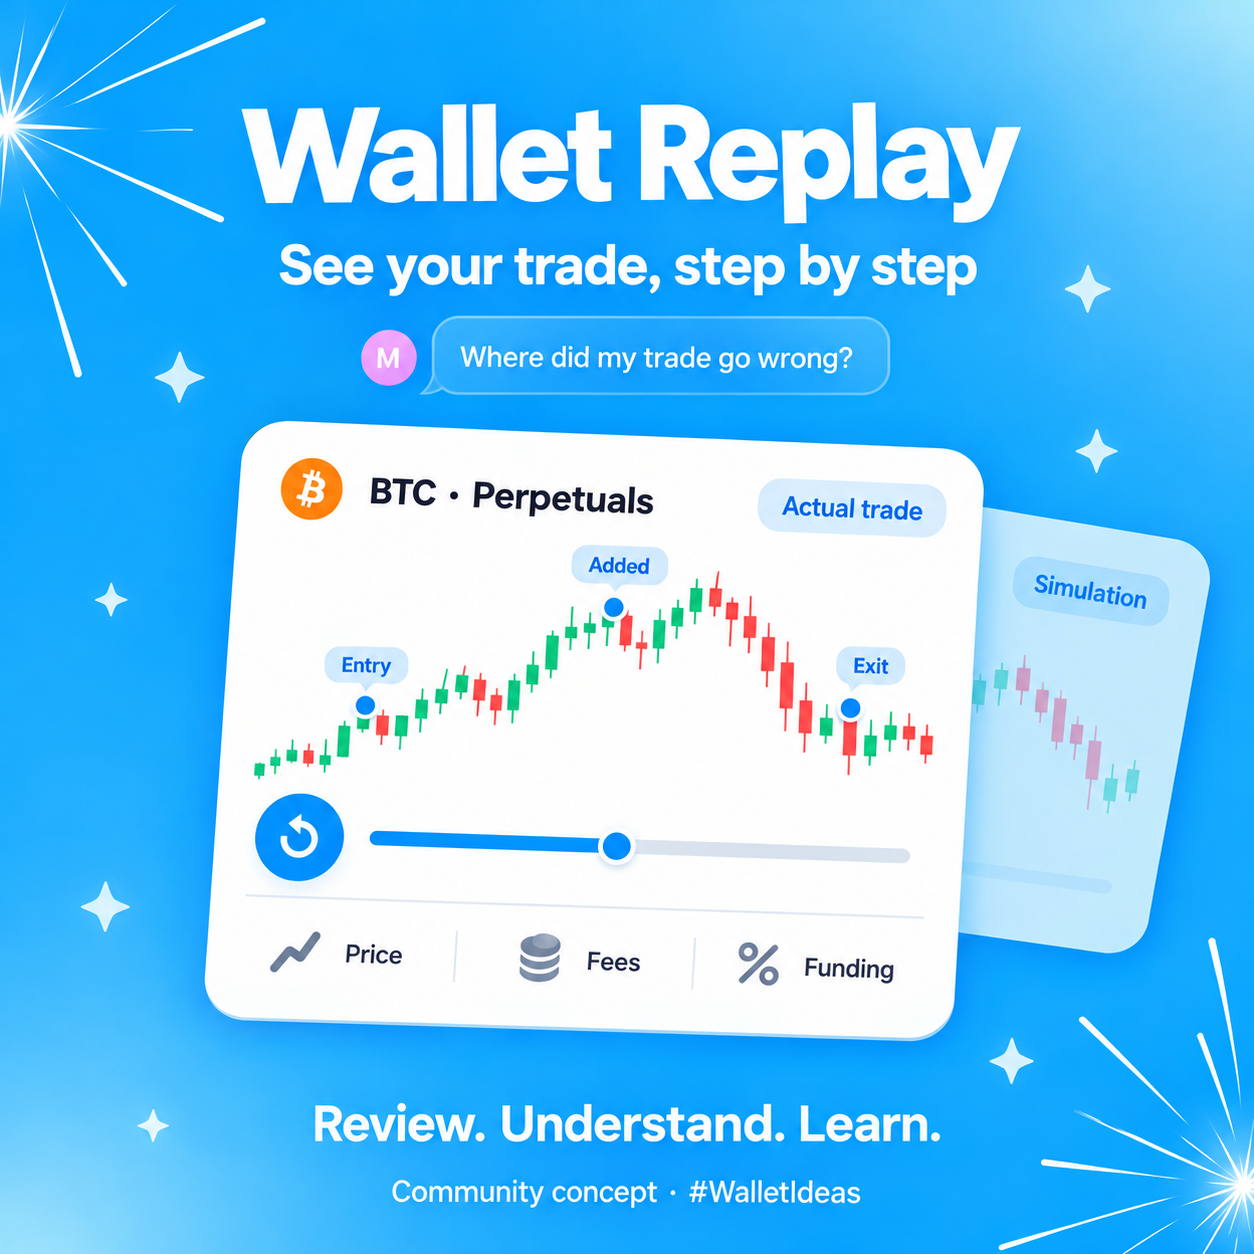 Wallet Replay
See your trade, step by step
M
Where did my trade go wrong?
BTC · Perpetuals
Actual trade
Simulation
Added
Entry
Exit
Price
Fees
Funding
Review. Understand. Learn.
Community concept · #WalletIdeas